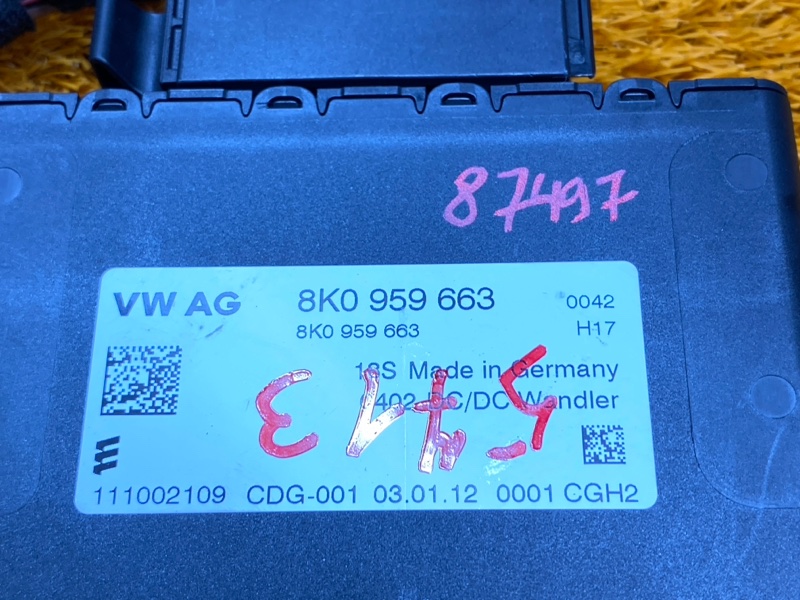 87497
VW AG 8K0 959 663 0042
8K0 959 663 H17
18S Made in Germany
DC/DC Wandler
111002109 CDG-001 03.01.12 0001 CGH2